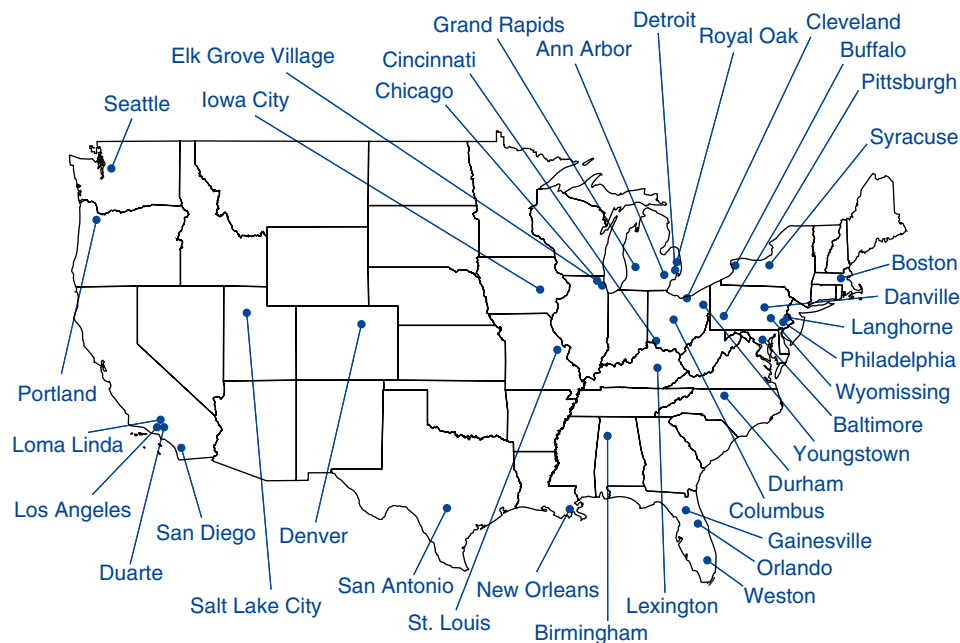 Detroit
Cleveland
Grand Rapids
Royal Oak
Ann Arbor
Buffalo
Elk Grove Village
Cincinnati
Pittsburgh
Chicago
Iowa City
Seattle
Syracuse
Boston
Danville
Langhorne
Philadelphia
Portland
Wyomissing
Baltimore
Loma Linda
Youngstown
Durham
Los Angeles
Columbus
San Diego
Denver
Gainesville
Orlando
Duarte
San Antonio
New Orleans
Weston
Salt Lake City
Lexington
St. Louis
Birmingham